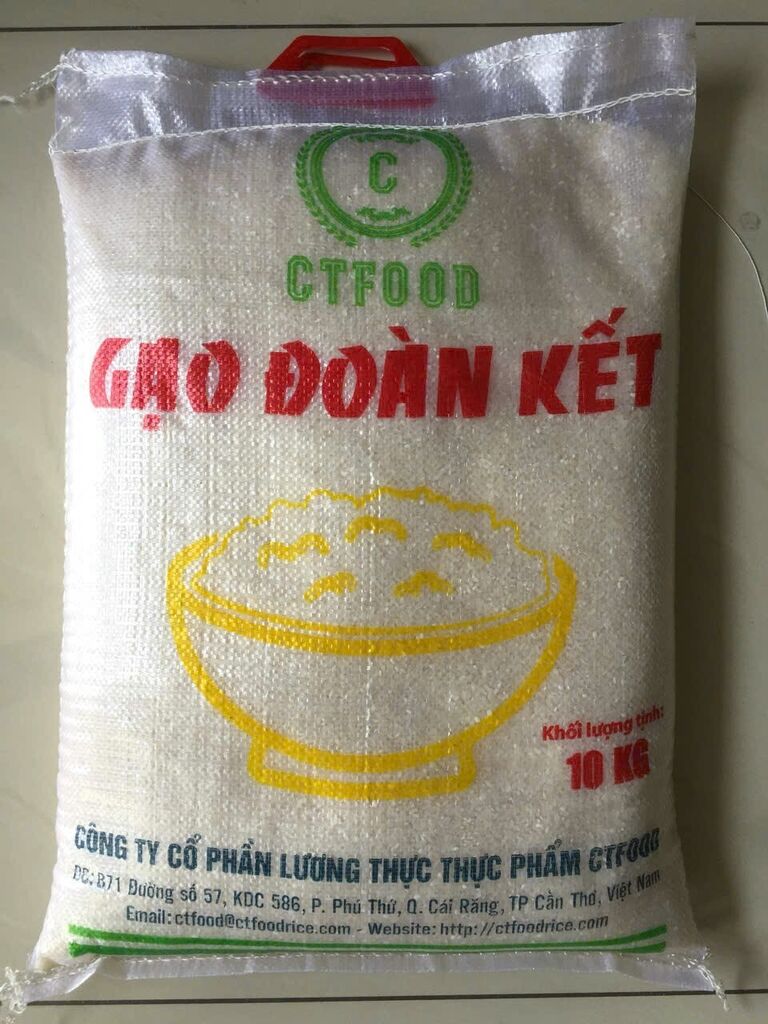 C
CTFOOD
GẠO ĐOÀN KẾT
Khối lượng tịnh:
10 KG
CÔNG TY CỔ PHẦN LƯƠNG THỰC THỰC PHẨM CTFOOD
ĐC: B71 Đường số 57, KDC 586, P. Phú Thứ, Q. Cái Răng, TP Cần Thơ, Việt Nam
Email: ctfood@ctfoodrice.com - Website: http://ctfoodrice.com